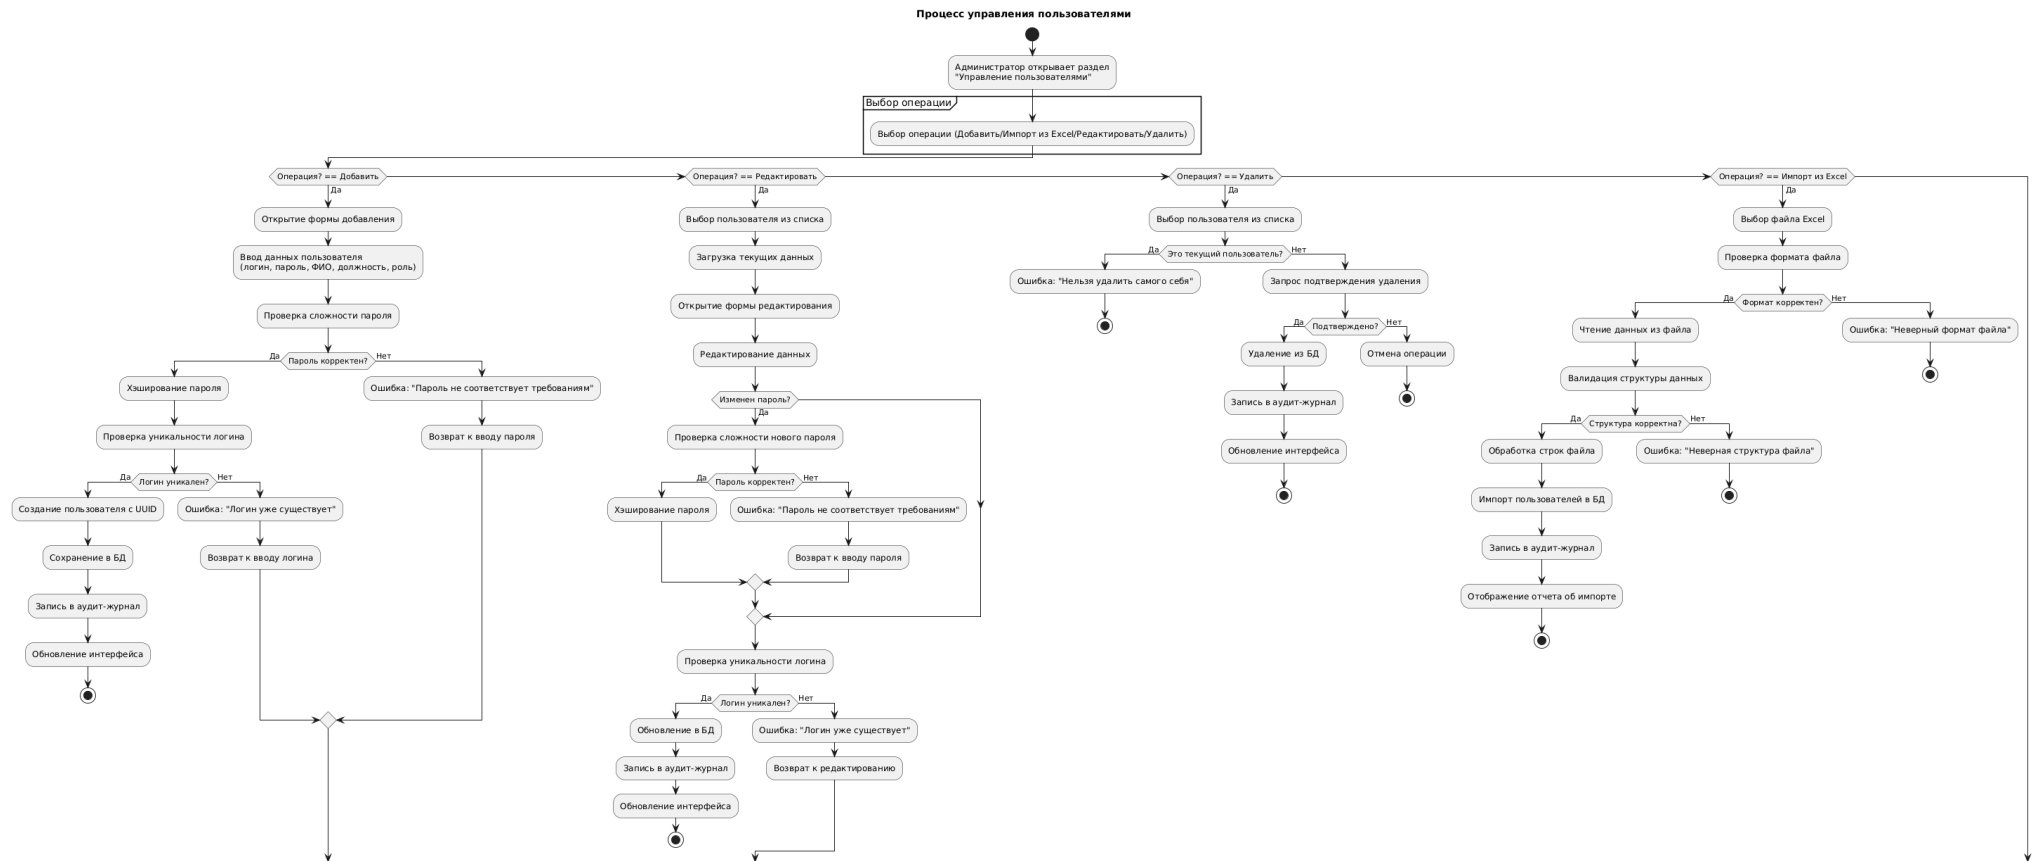 Процесс управления пользователями
Администратор открывает раздел
"Управление пользователями"
Выбор операции
Выбор операции (Добавить/Импорт из Excel/Редактировать/Удалить)
Операция? == Добавить
Да
Открытие формы добавления
Ввод данных пользователя
(логин, пароль, ФИО, должность, роль)
Проверка сложности пароля
Пароль корректен?
Да
Нет
Хэширование пароля
Проверка уникальности логина
Логин уникален?
Да
Нет
Создание пользователя с UUID
Сохранение в БД
Запись в аудит-журнал
Обновление интерфейса
Ошибка: "Логин уже существует"
Возврат к вводу логина
Ошибка: "Пароль не соответствует требованиям"
Возврат к вводу пароля
Операция? == Редактировать
Да
Выбор пользователя из списка
Загрузка текущих данных
Открытие формы редактирования
Редактирование данных
Изменен пароль?
Да
Проверка сложности нового пароля
Пароль корректен?
Да
Нет
Хэширование пароля
Ошибка: "Пароль не соответствует требованиям"
Возврат к вводу пароля
Проверка уникальности логина
Логин уникален?
Да
Нет
Обновление в БД
Запись в аудит-журнал
Обновление интерфейса
Ошибка: "Логин уже существует"
Возврат к редактированию
Операция? == Удалить
Да
Выбор пользователя из списка
Это текущий пользователь?
Да
Нет
Ошибка: "Нельзя удалить самого себя"
Запрос подтверждения удаления
Подтверждено?
Да
Нет
Удаление из БД
Запись в аудит-журнал
Обновление интерфейса
Отмена операции
Операция? == Импорт из Excel
Да
Выбор файла Excel
Проверка формата файла
Формат корректен?
Да
Нет
Чтение данных из файла
Валидация структуры данных
Структура корректна?
Да
Нет
Обработка строк файла
Импорт пользователей в БД
Запись в аудит-журнал
Отображение отчета об импорте
Ошибка: "Неверная структура файла"
Ошибка: "Неверный формат файла"